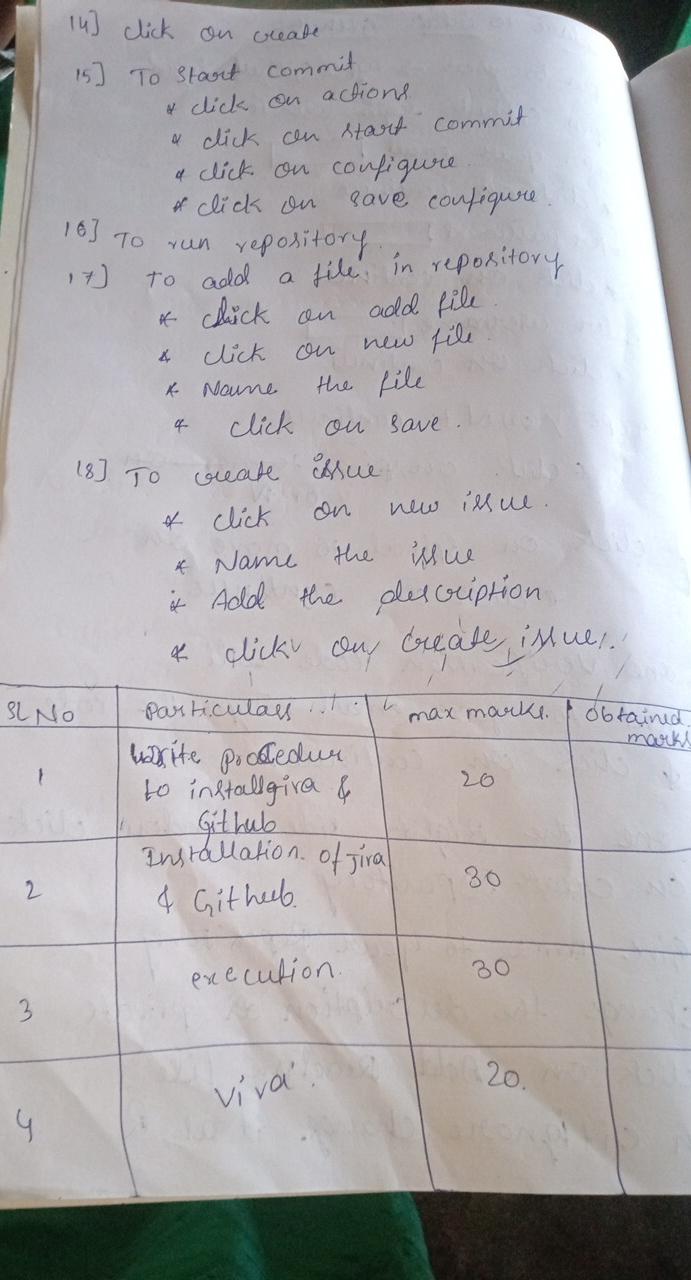 14] click on create
15] To start commit
* click on actions
* click on start commit
* click on configure
* click on save configure.
16] To run repository.
17] To add a file in repository
* click on add file.
* click on new file.
* Name the file
* click on save.
18] To create issue
* click on new issue.
* Name the issue
* Add the description
* click on create issue.
SL NO Particulars max marks. obtained marks
1 Write procedur to install gira & Github 20
2 Installation of jira & Github. 30
3 execution. 30
4 viva. 20.